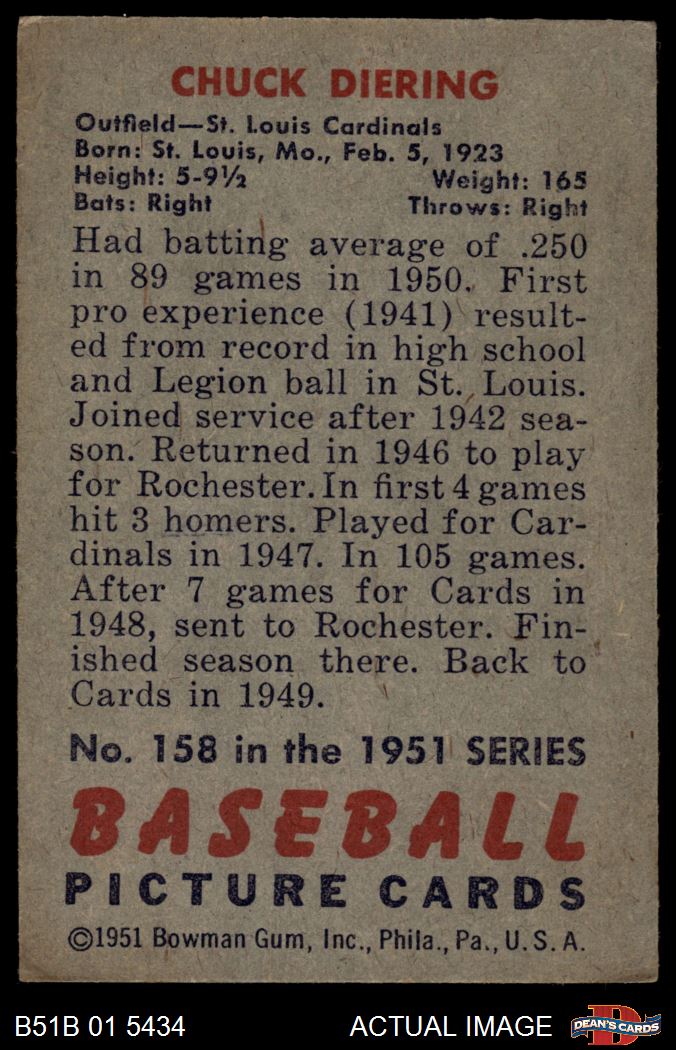 CHUCK DIERING
Outfield—St. Louis Cardinals
Born: St. Louis, Mo., Feb. 5, 1923
Height: 5-9½ Weight: 165
Bats: Right Throws: Right
Had batting average of .250
in 89 games in 1950. First
pro experience (1941) result-
ed from record in high school
and Legion ball in St. Louis.
Joined service after 1942 sea-
son. Returned in 1946 to play
for Rochester. In first 4 games
hit 3 homers. Played for Car-
dinals in 1947. In 105 games.
After 7 games for Cards in
1948, sent to Rochester. Fin-
ished season there. Back to
Cards in 1949.
No. 158 in the 1951 SERIES
BASEBALL
PICTURE CARDS
©1951 Bowman Gum, Inc., Phila., Pa., U.S.A.
B51B 01 5434 ACTUAL IMAGE D DEAN'S CARDS